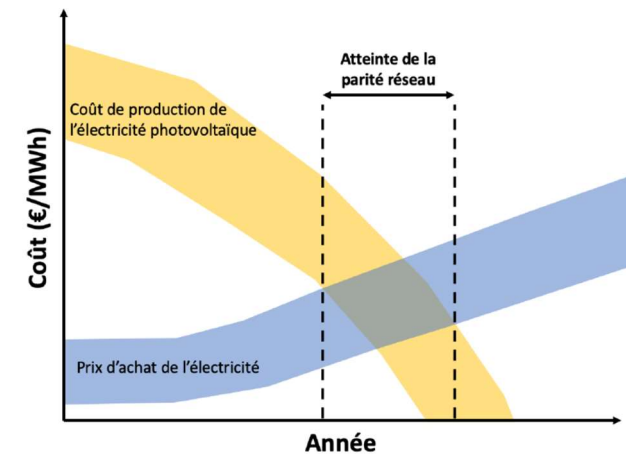 Atteinte de la
parité réseau
Coût de production de
l'électricité photovoltaïque
Coût (€/MWh)
Prix d'achat de l'électricité
Année